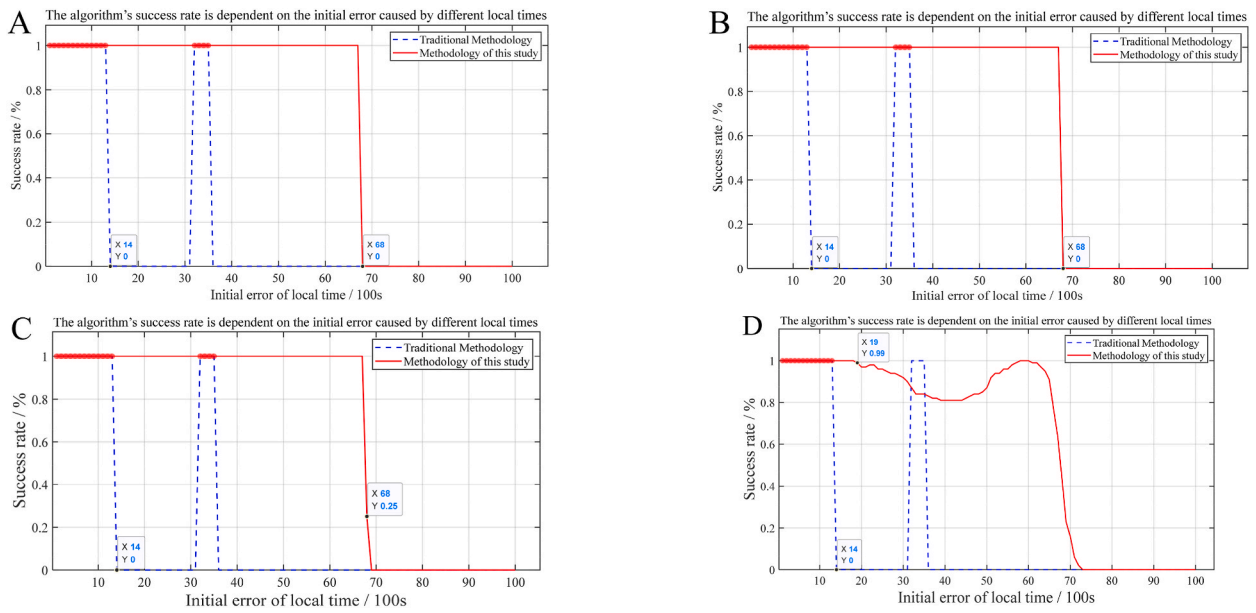 A
The algorithm's success rate is dependent on the initial error caused by different local times
Traditional Methodology
Methodology of this study
Success rate / %
1
0.8
0.6
0.4
0.2
0
X 14
Y 0
X 68
Y 0
10 20 30 40 50 60 70 80 90 100
Initial error of local time / 100s
B
The algorithm's success rate is dependent on the initial error caused by different local times
Traditional Methodology
Methodology of this study
Success rate / %
1
0.8
0.6
0.4
0.2
0
X 14
Y 0
X 68
Y 0
10 20 30 40 50 60 70 80 90 100
Initial error of local time / 100s
C
The algorithm's success rate is dependent on the initial error caused by different local times
Traditional Methodology
Methodology of this study
Success rate / %
1
0.8
0.6
0.4
0.2
0
X 68
Y 0.25
X 14
Y 0
10 20 30 40 50 60 70 80 90 100
Initial error of local time / 100s
D
The algorithm's success rate is dependent on the initial error caused by different local times
X 19
Y 0.99
Traditional Methodology
Methodology of this study
Success rate / %
1
0.8
0.6
0.4
0.2
0
X 14
Y 0
10 20 30 40 50 60 70 80 90 100
Initial error of local time / 100s